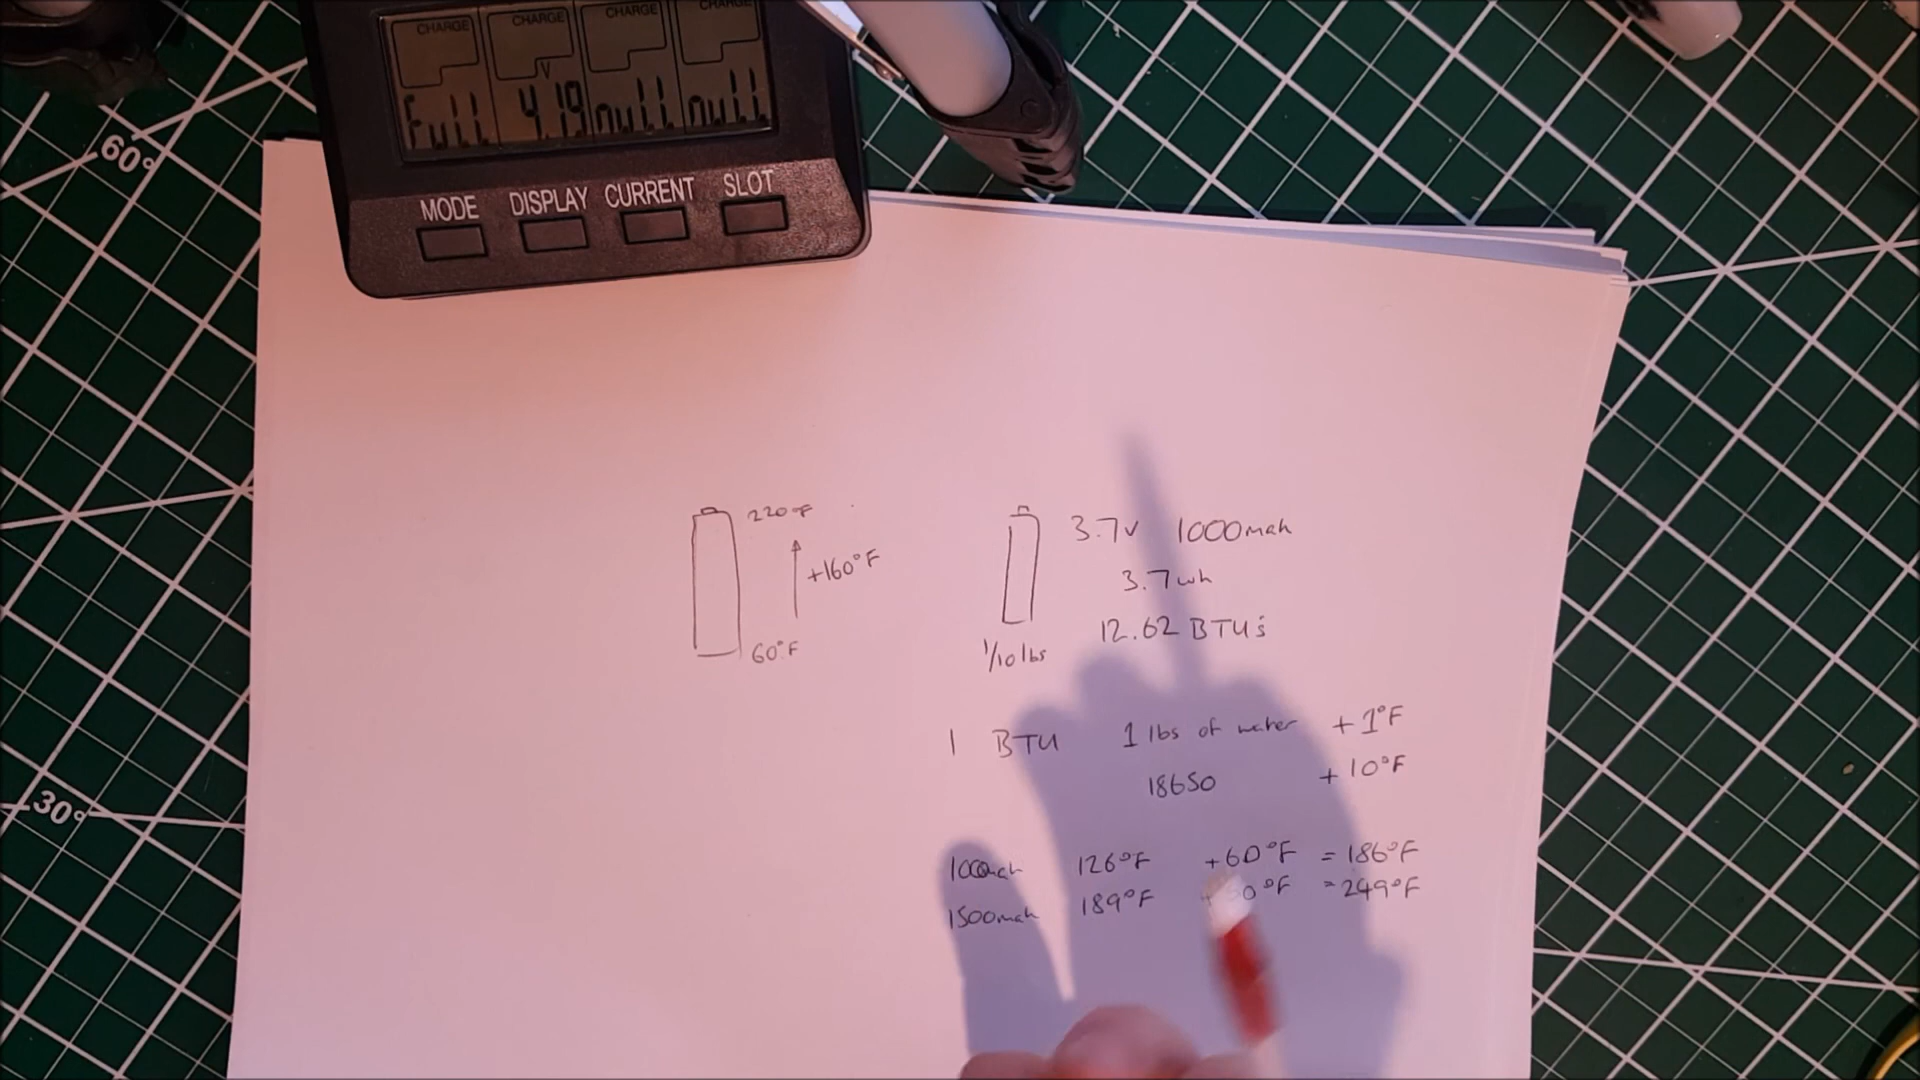 CHARGE CHARGE CHARGE CHARGE
V
Full 4.19 null null
MODE DISPLAY CURRENT SLOT
60°
30°
220°F
+160°F
60°F
3.7v 1000mah
3.7wh
12.62 BTU's
1/10 lbs
1 BTU 1 lbs of water +1°F
18650 +10°F
1000mah 126°F +60°F = 186°F
1500mah 189°F = 249°F